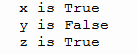 x is True
y is False
z is True